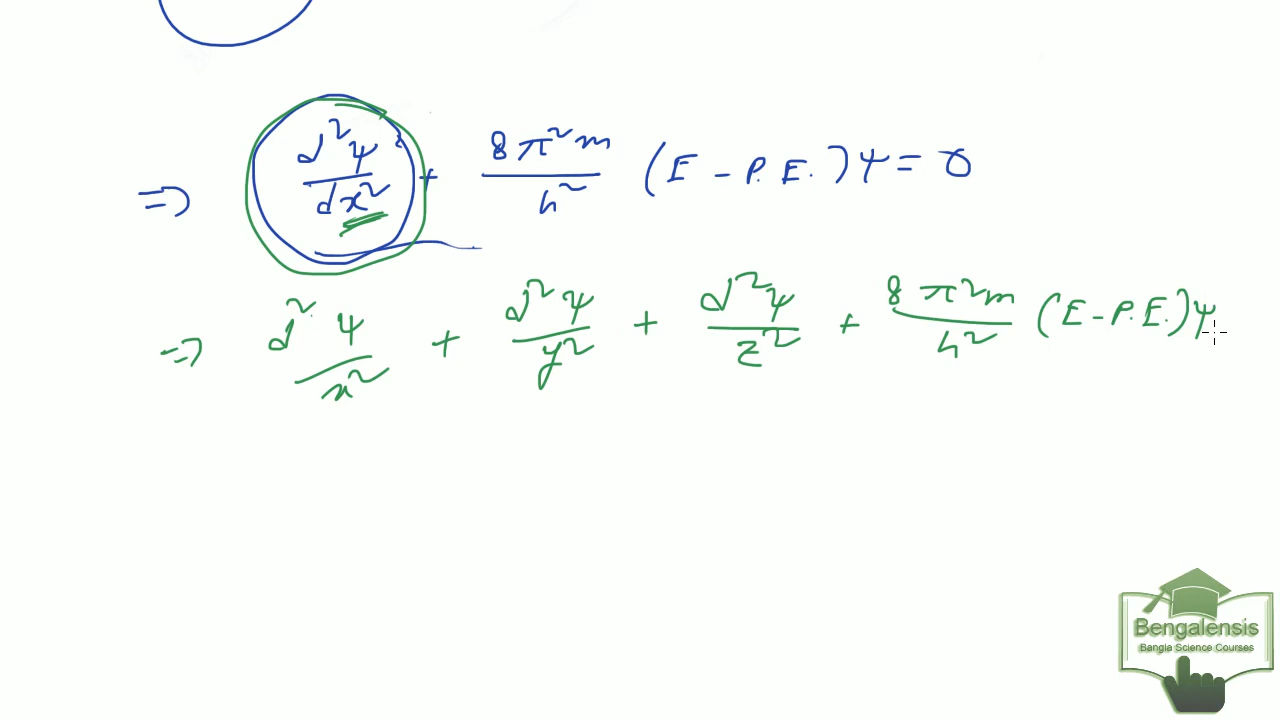 ⇒ d²ψ/dx² + 8π²m/h² (E - P.E.)ψ = 0
⇒ d²ψ/x² + d²ψ/y² + d²ψ/z² + 8π²m/h² (E-P.E.)ψ
Bengalensis
Bangla Science Courses